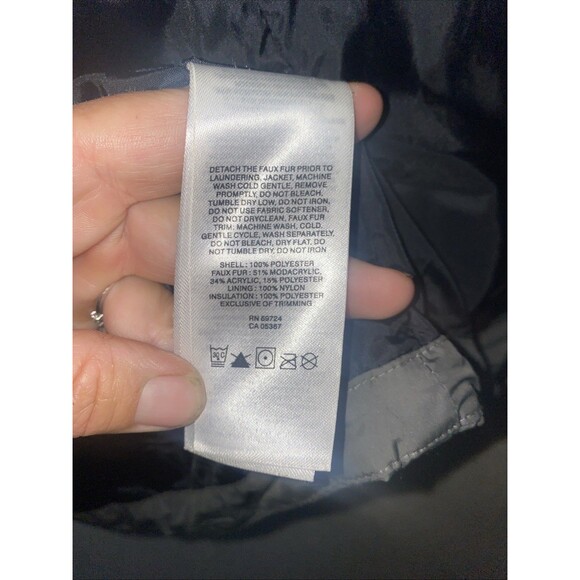 DETACH THE FAUX FUR PRIOR TO
LAUNDERING, JACKET, MACHINE
WASH COLD GENTLE, REMOVE
PROMPTLY, DO NOT BLEACH,
TUMBLE DRY LOW, DO NOT IRON,
DO NOT USE FABRIC SOFTENER,
DO NOT DRYCLEAN. FAUX FUR
TRIM; MACHINE WASH, COLD,
GENTLE CYCLE, WASH SEPARATELY,
DO NOT BLEACH, DRY FLAT, DO
NOT TUMBLE DRY, DO NOT IRON
SHELL : 100% POLYESTER
FAUX FUR : 51% MODACRYLIC,
34% ACRYLIC, 15% POLYESTER
LINING : 100% NYLON
INSULATION : 100% POLYESTER
EXCLUSIVE OF TRIMMING
RN 69724
CA 05367
30 C